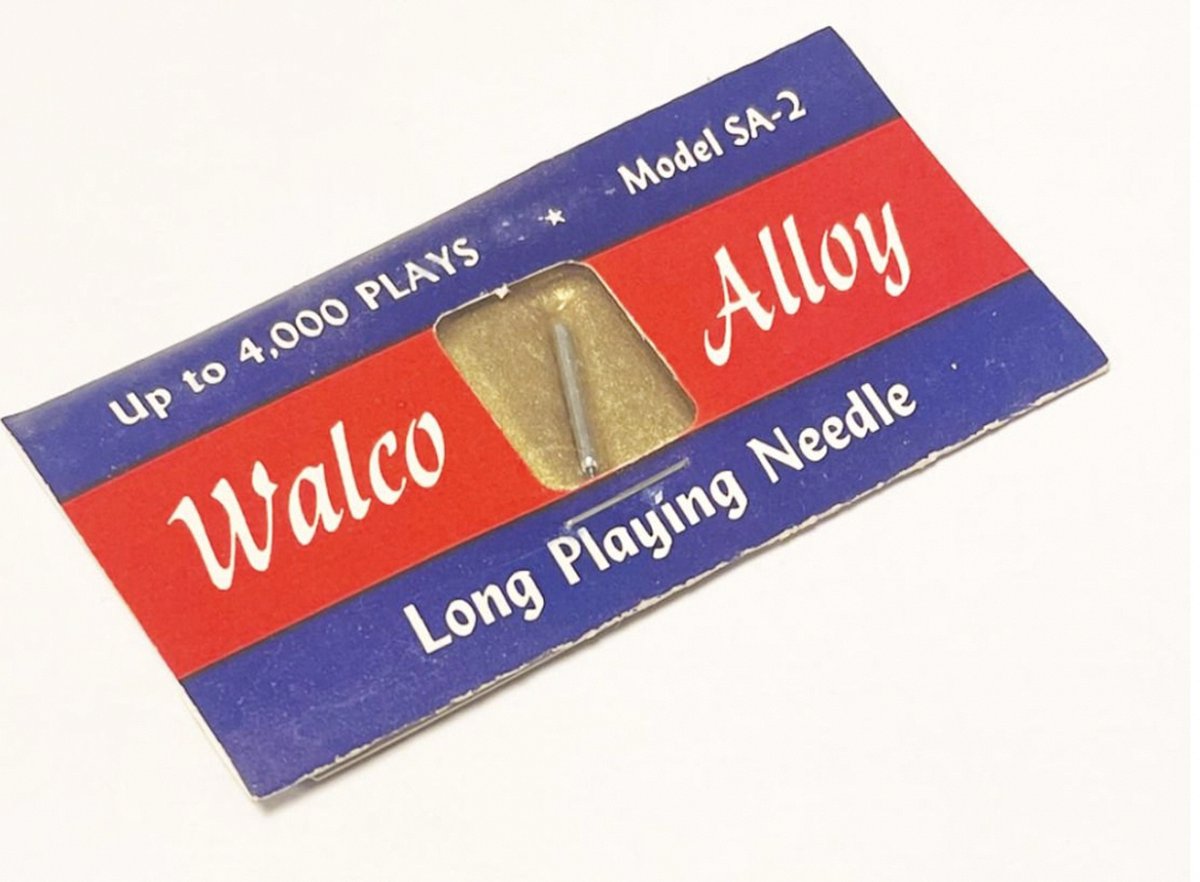 Up to 4,000 PLAYS ★ Model SA-2
Walco Alloy
Long Playing Needle